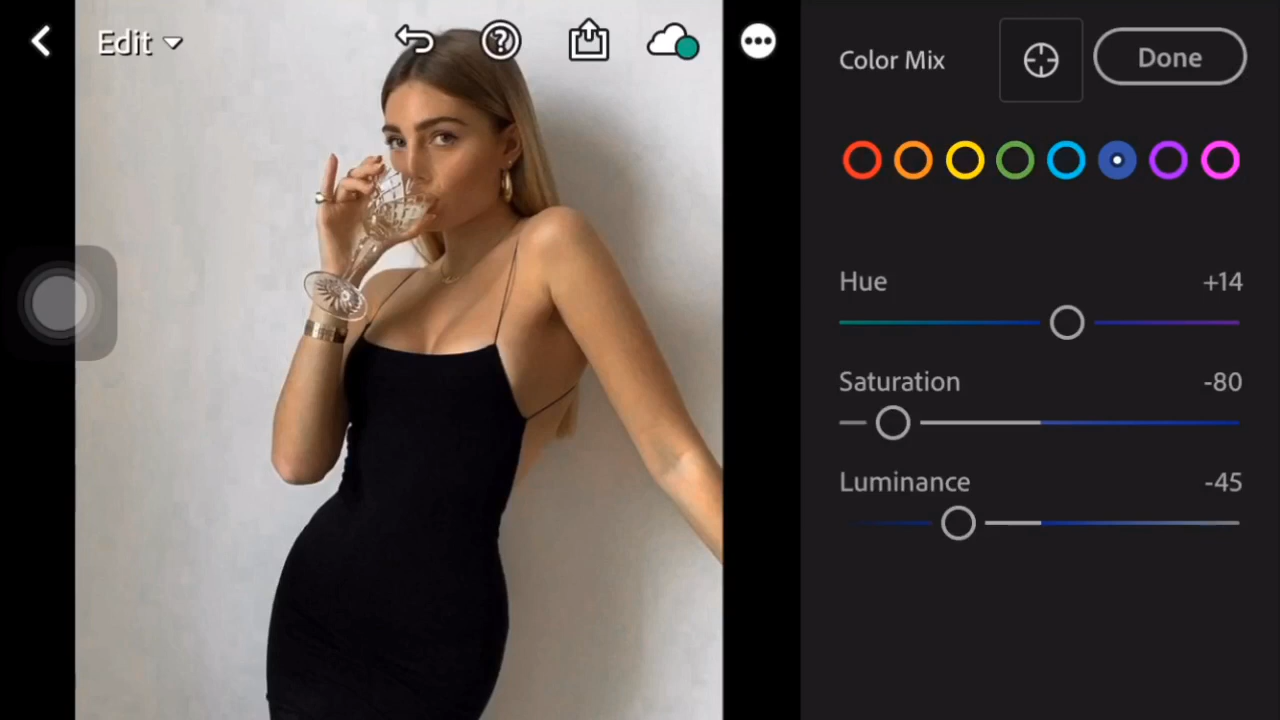 Edit
Color Mix
Done
Hue +14
Saturation -80
Luminance -45